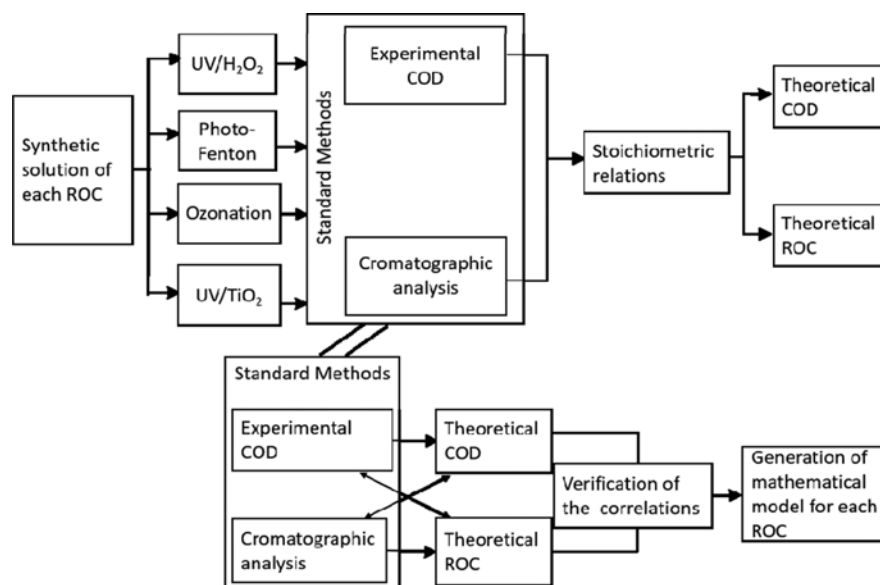 Synthetic
solution of
each ROC
UV/H₂O₂
Photo-
Fenton
Ozonation
UV/TiO₂
Standard Methods
Experimental
COD
Cromatographic
analysis
Stoichiometric
relations
Theoretical
COD
Theoretical
ROC
Standard Methods
Experimental
COD
Cromatographic
analysis
Theoretical
COD
Theoretical
ROC
Verification of
the correlations
Generation of
mathematical
model for each
ROC